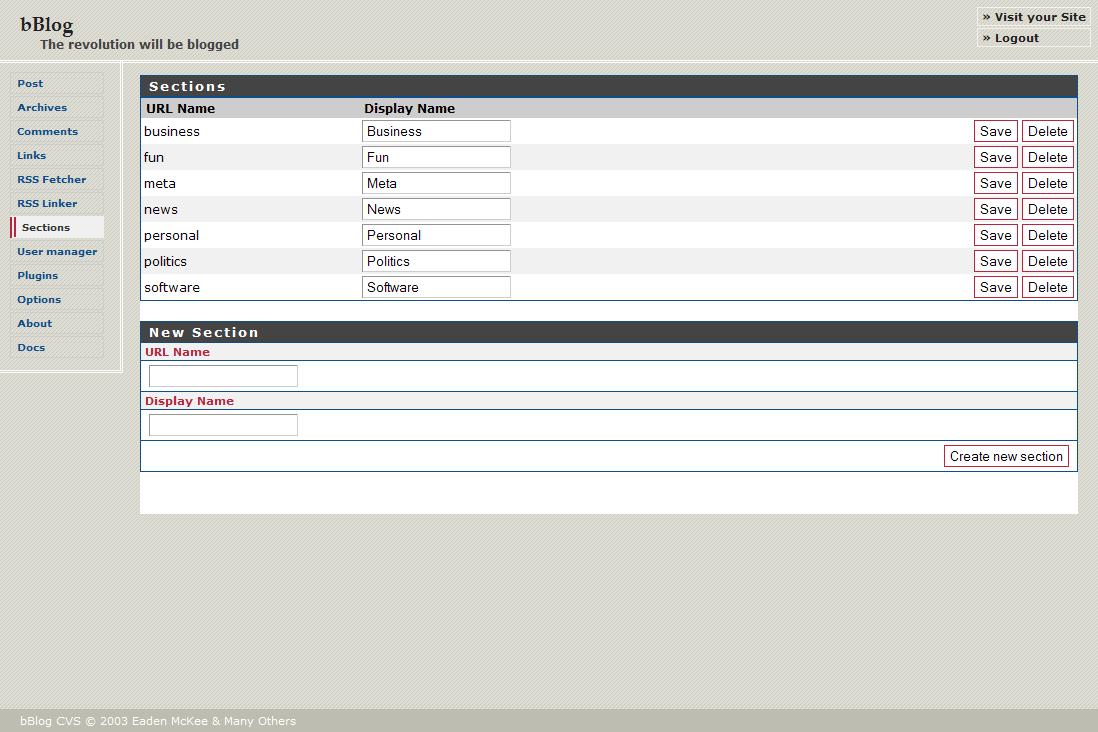 bBlog
The revolution will be blogged
» Visit your Site
» Logout
Post
Archives
Comments
Links
RSS Fetcher
RSS Linker
Sections
User manager
Plugins
Options
About
Docs
Sections
URL Name Display Name
business Business Save Delete
fun Fun Save Delete
meta Meta Save Delete
news News Save Delete
personal Personal Save Delete
politics Politics Save Delete
software Software Save Delete
New Section
URL Name
Display Name
Create new section
bBlog CVS © 2003 Eaden McKee & Many Others